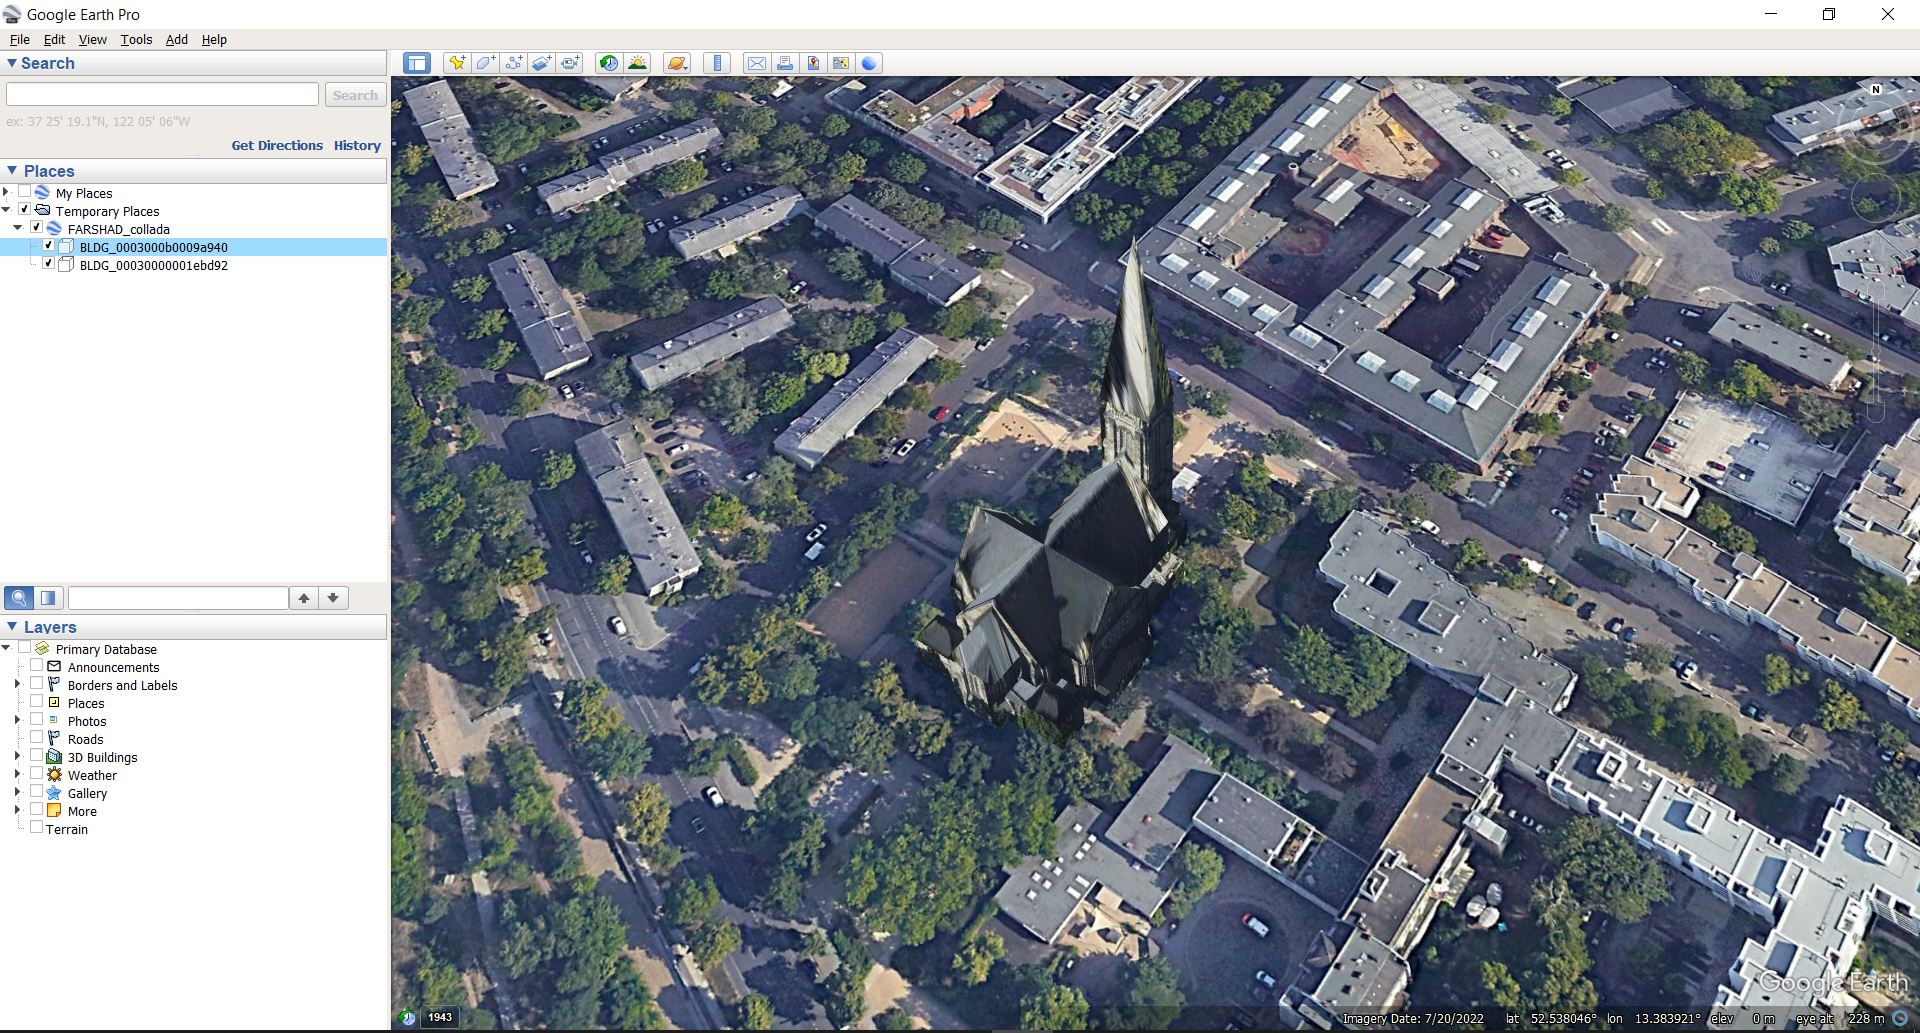 Google Earth Pro
File Edit View Tools Add Help
Search
Search
ex: 37 25' 19.1"N, 122 05' 06"W
Get Directions History
Places
My Places
Temporary Places
FARSHAD_collada
BLDG_0003000b0009a940
BLDG_00030000001ebd92
Layers
Primary Database
Announcements
Borders and Labels
Places
Photos
Roads
3D Buildings
Weather
Gallery
More
Terrain
N
Google Earth
1943
Imagery Date: 7/20/2022 lat 52.538046° lon 13.383921° elev 0 m eye alt 228 m